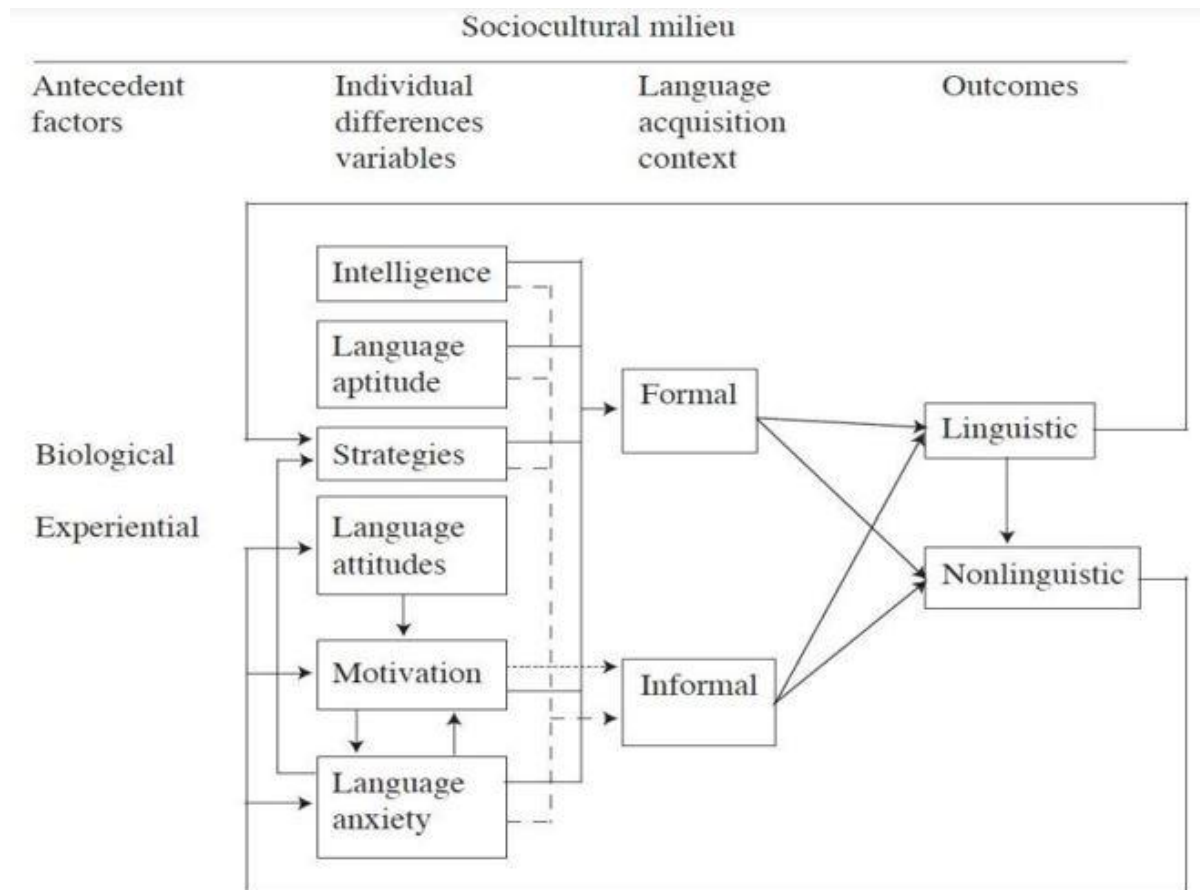 Sociocultural milieu
Antecedent
factors
Individual
differences
variables
Language
acquisition
context
Outcomes
Intelligence
Language
aptitude
Formal
Linguistic
Biological
Strategies
Experiential
Language
attitudes
Nonlinguistic
Motivation
Informal
Language
anxiety